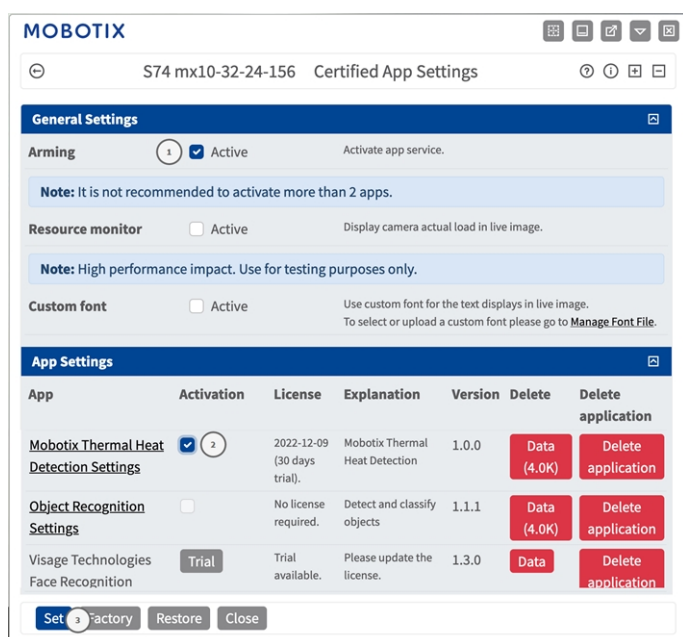 MOBOTIX
S74 mx10-32-24-156 Certified App Settings
General Settings
Arming 1 Active Activate app service.
Note: It is not recommended to activate more than 2 apps.
Resource monitor Active Display camera actual load in live image.
Note: High performance impact. Use for testing purposes only.
Custom font Active Use custom font for the text displays in live image.
To select or upload a custom font please go to Manage Font File.
App Settings
App Activation License Explanation Version Delete Delete
application
Mobotix Thermal Heat 2 2022-12-09 Mobotix Thermal 1.0.0 Data Delete
Detection Settings (30 days Heat Detection (4.0K) application
trial).
Object Recognition No license Detect and classify 1.1.1 Data Delete
Settings required. objects (4.0K) application
Visage Technologies Trial Trial Please update the 1.3.0 Data Delete
Face Recognition available. license. application
Set 3 Factory Restore Close